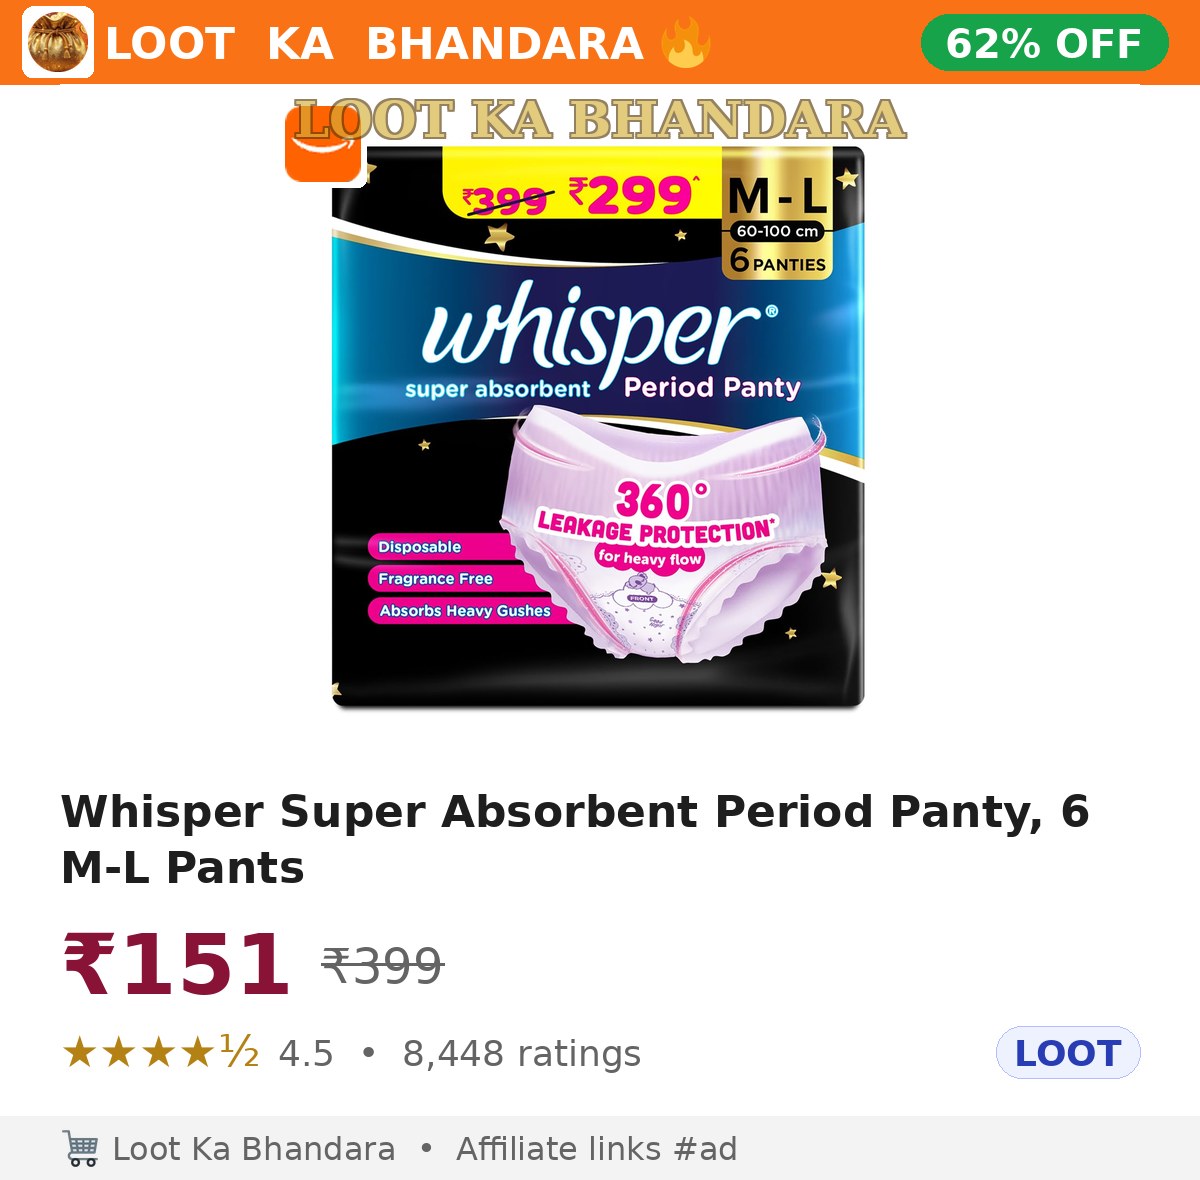 LOOT KA BHANDARA 🔥
62% OFF
LOOT KA BHANDARA
₹399 ₹299^
M - L
60-100 cm
6 PANTIES
whisper®
super absorbent Period Panty
360°
LEAKAGE PROTECTION*
for heavy flow
Disposable
Fragrance Free
Absorbs Heavy Gushes
FRONT
Whisper Super Absorbent Period Panty, 6
M-L Pants
₹151 ₹399
★★★★½ 4.5 • 8,448 ratings
LOOT
🛒 Loot Ka Bhandara • Affiliate links #ad